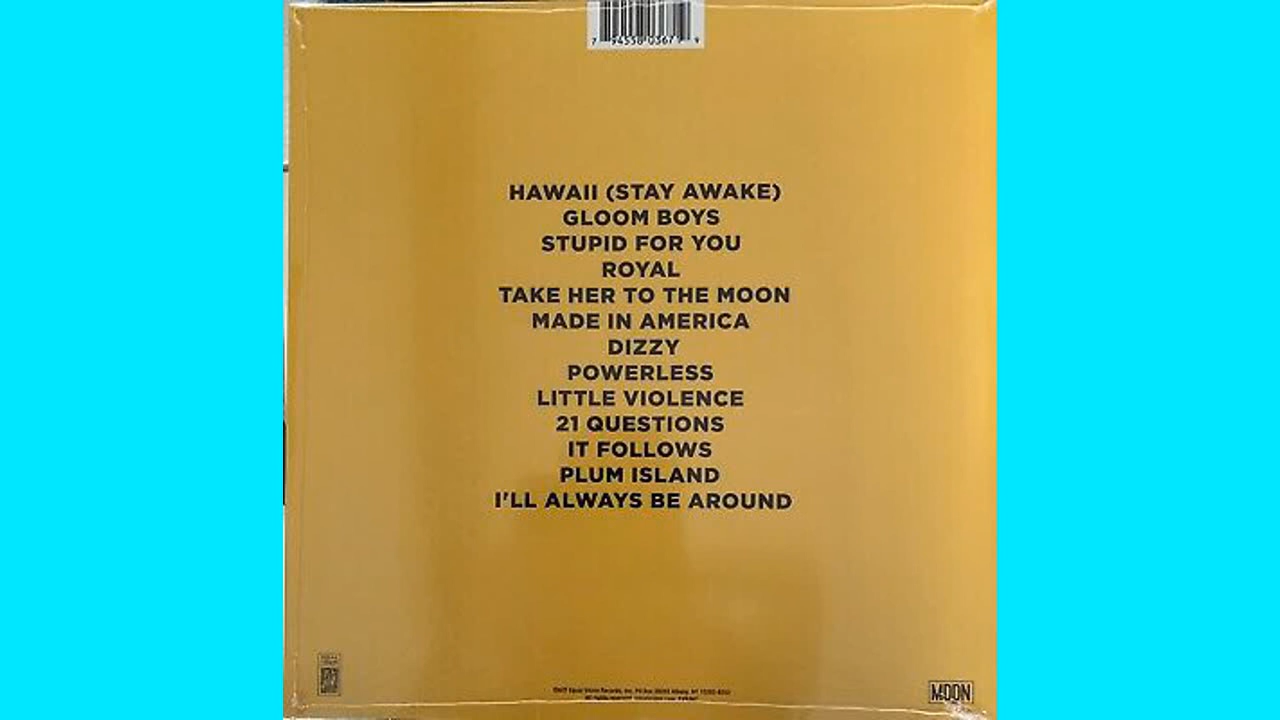 HAWAII (STAY AWAKE)
GLOOM BOYS
STUPID FOR YOU
ROYAL
TAKE HER TO THE MOON
MADE IN AMERICA
DIZZY
POWERLESS
LITTLE VIOLENCE
21 QUESTIONS
IT FOLLOWS
PLUM ISLAND
I'LL ALWAYS BE AROUND
MOON